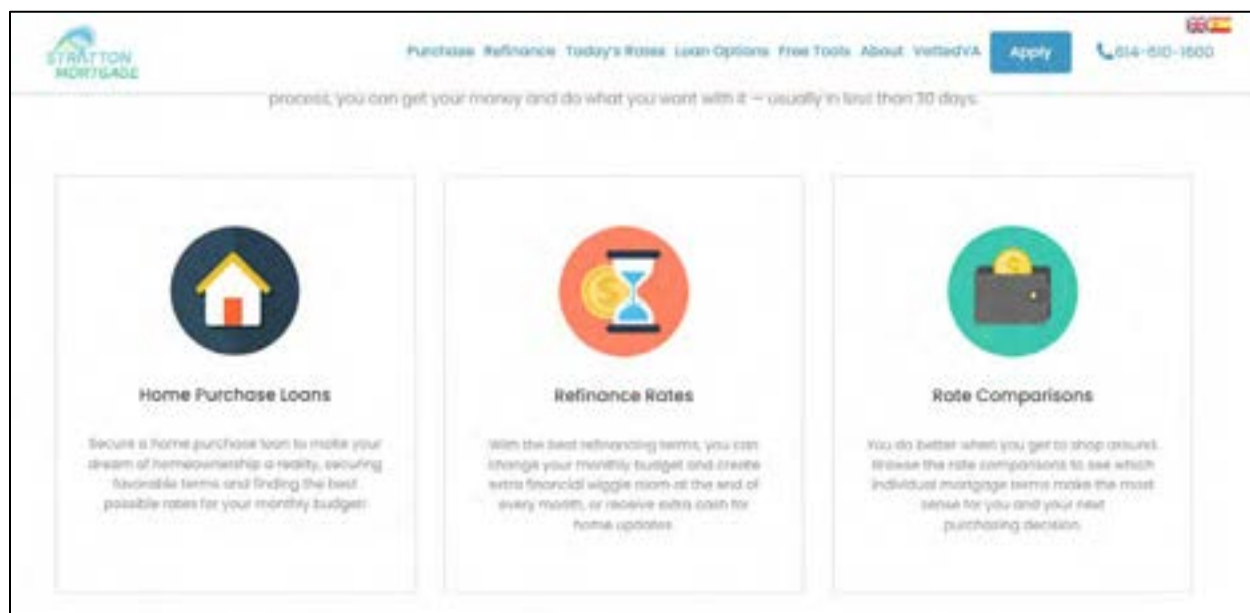 STRATTON
MORTGAGE
Purchase Refinance Today's Rates Loan Options Free Tools About VettedVA Apply 614-610-1600
process, you can get your money and do what you want with it — usually in less than 30 days.
Home Purchase Loans
Secure a home purchase loan to make your
dream of homeownership a reality, securing
favorable terms and finding the best
possible rates for your monthly budget!
Refinance Rates
With the best refinancing terms, you can
change your monthly budget and create
extra financial wiggle room at the end of
every month, or receive extra cash for
home updates.
Rate Comparisons
You do better when you get to shop around.
Browse the rate comparisons to see which
individual mortgage terms make the most
sense for you and your next
purchasing decision.